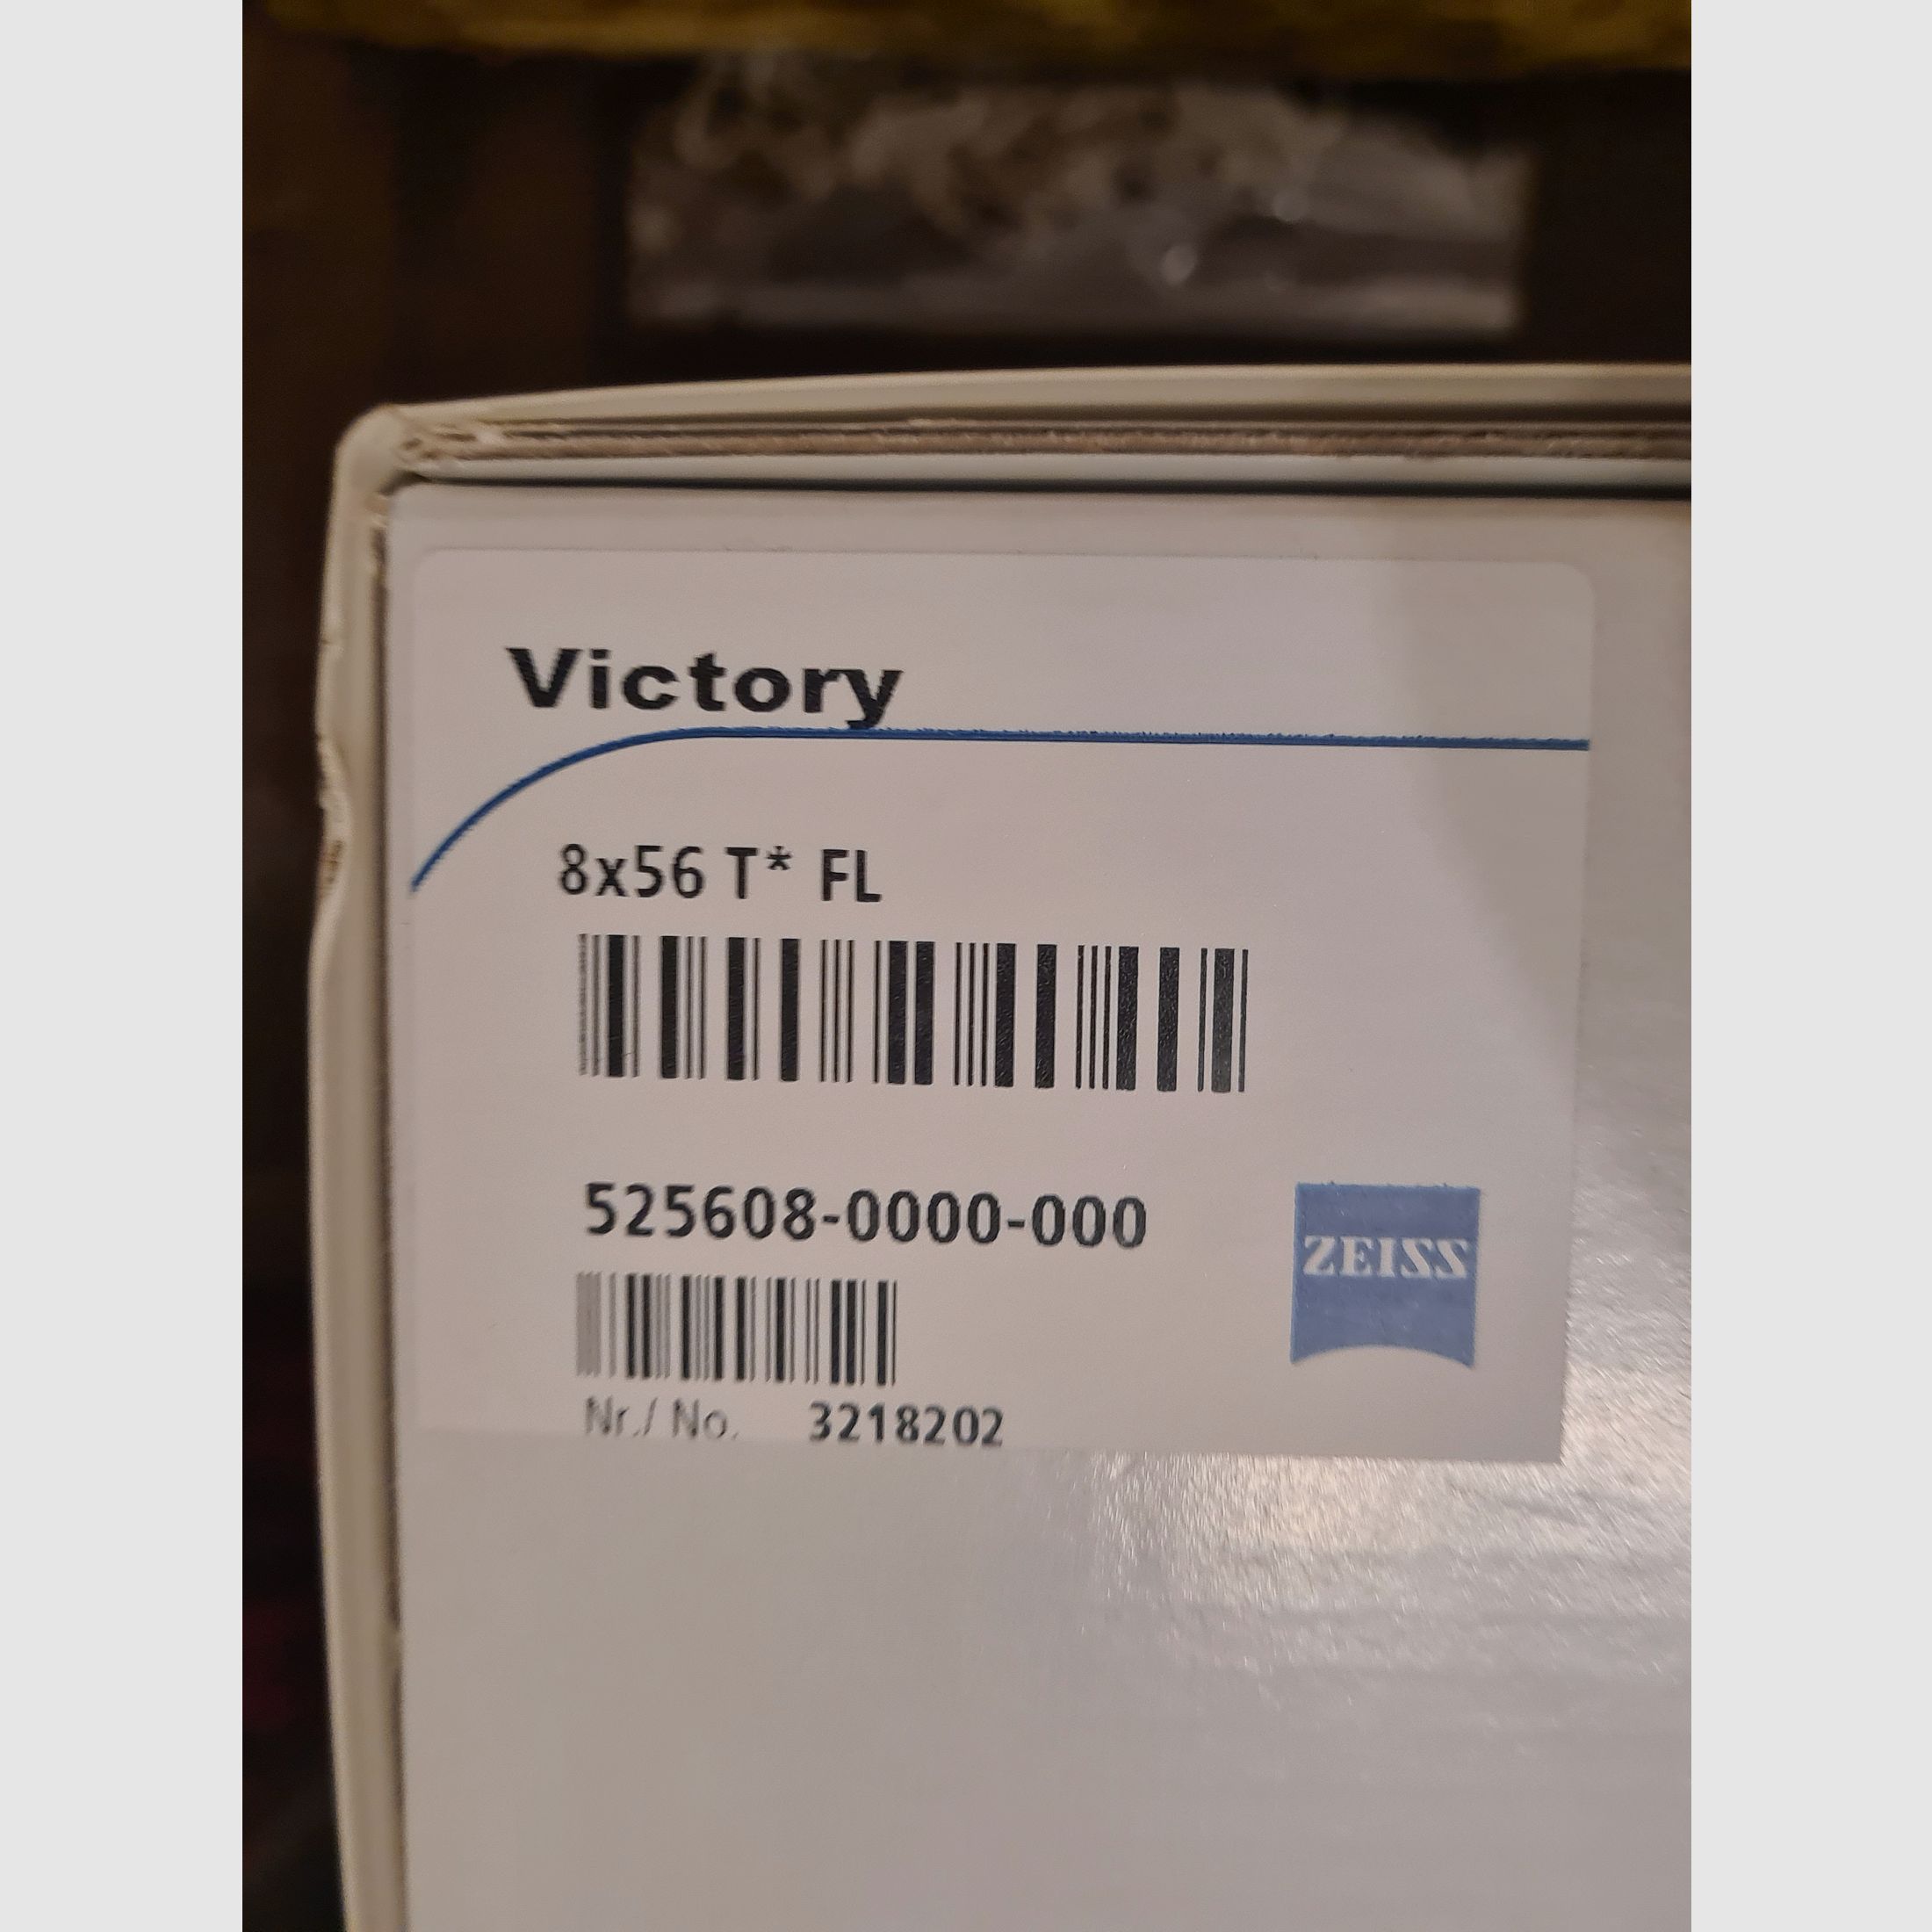 Victory
8x56 T* FL
525608-0000-000
ZEISS
Nr./ No. 3218202